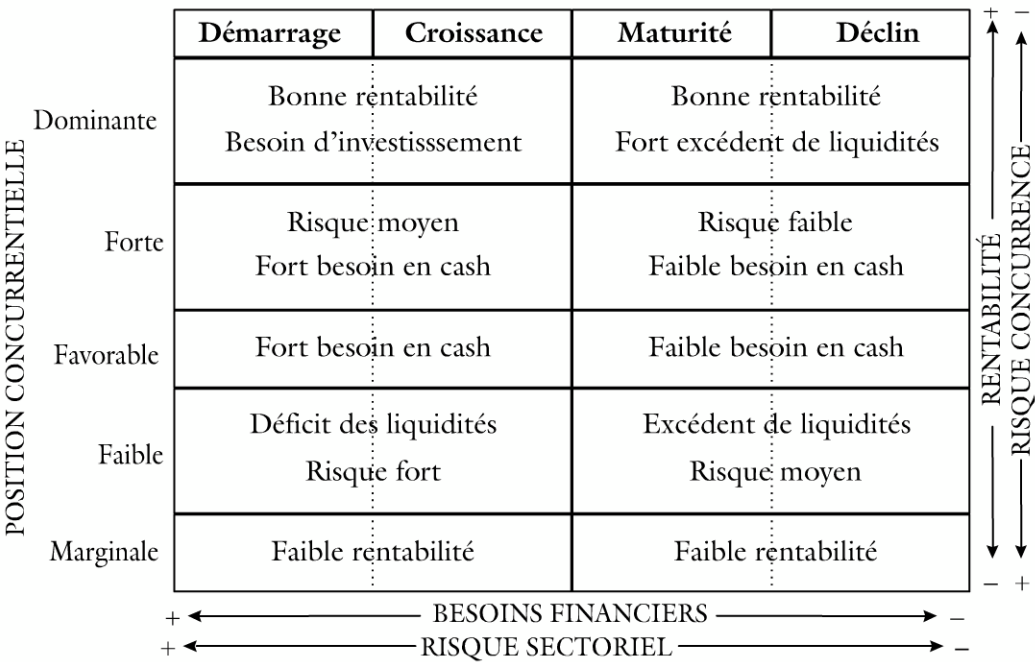 Démarrage Croissance Maturité Déclin + −
POSITION CONCURRENTIELLE
Dominante
Bonne rentabilité Bonne rentabilité
Besoin d'investisssement Fort excédent de liquidités
Forte
Risque moyen Risque faible
Fort besoin en cash Faible besoin en cash
Favorable
Fort besoin en cash Faible besoin en cash
Faible
Déficit des liquidités Excédent de liquidités
Risque fort Risque moyen
Marginale
Faible rentabilité Faible rentabilité
RENTABILITÉ
RISQUE CONCURRENCE
− +
+ BESOINS FINANCIERS −
+ RISQUE SECTORIEL −